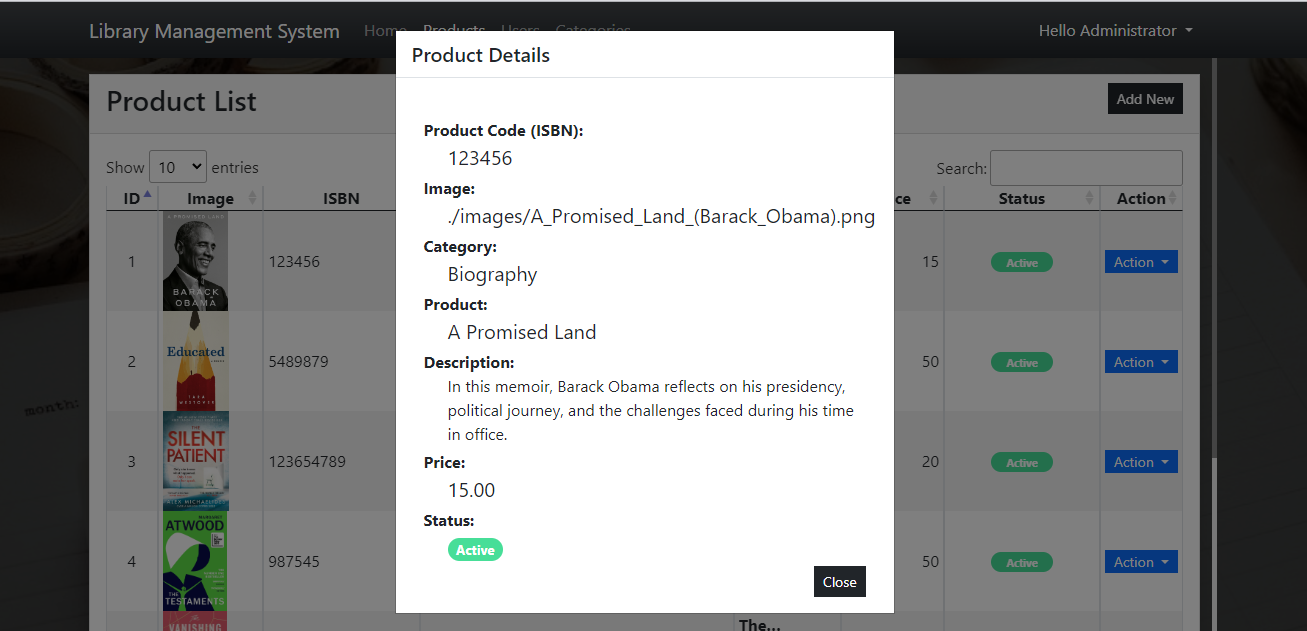 Library Management System Home Products Users Categories Hello Administrator
Product Details
Product List
Add New
Product Code (ISBN):
123456
Image:
./images/A_Promised_Land_(Barack_Obama).png
Category:
Biography
Product:
A Promised Land
Description:
In this memoir, Barack Obama reflects on his presidency,
political journey, and the challenges faced during his time
in office.
Price:
15.00
Status:
Active
Close
Show 10 entries
Search:
ID Image ISBN ce Status Action
A PROMISED LAND
BARACK
OBAMA
1 123456 15 Active Action
Educated
TARA
WESTOVER
2 5489879 50 Active Action
THE
SILENT
PATIENT
ALEX MICHAELIDES
3 123654789 20 Active Action
MARGARET
ATWOOD
THE
TESTAMENTS
4 987545 50 Active Action
VANISHING
The...
month: